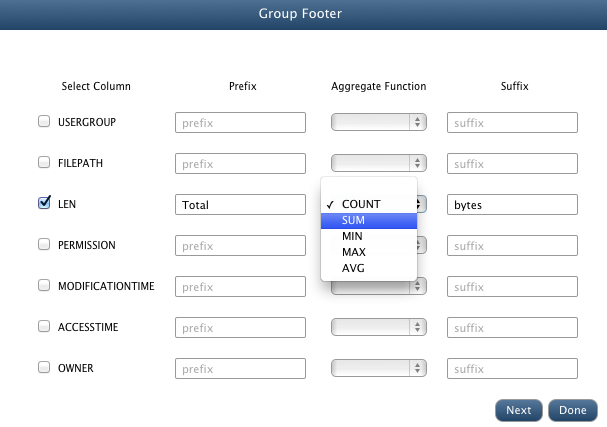 Group Footer
Select Column Prefix Aggregate Function Suffix
USERGROUP prefix suffix
FILEPATH prefix suffix
LEN Total ✓ COUNT bytes
SUM
MIN
PERMISSION prefix suffix
MAX
AVG
MODIFICATIONTIME prefix suffix
ACCESSTIME prefix suffix
OWNER prefix suffix
Next Done